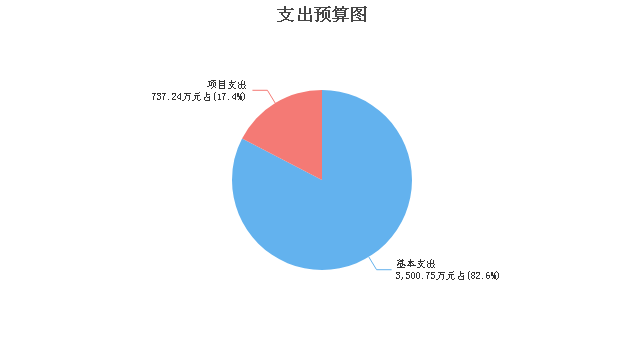 支出预算图
项目支出
737.24万元占(17.4%)
基本支出
3,500.75万元占(82.6%)